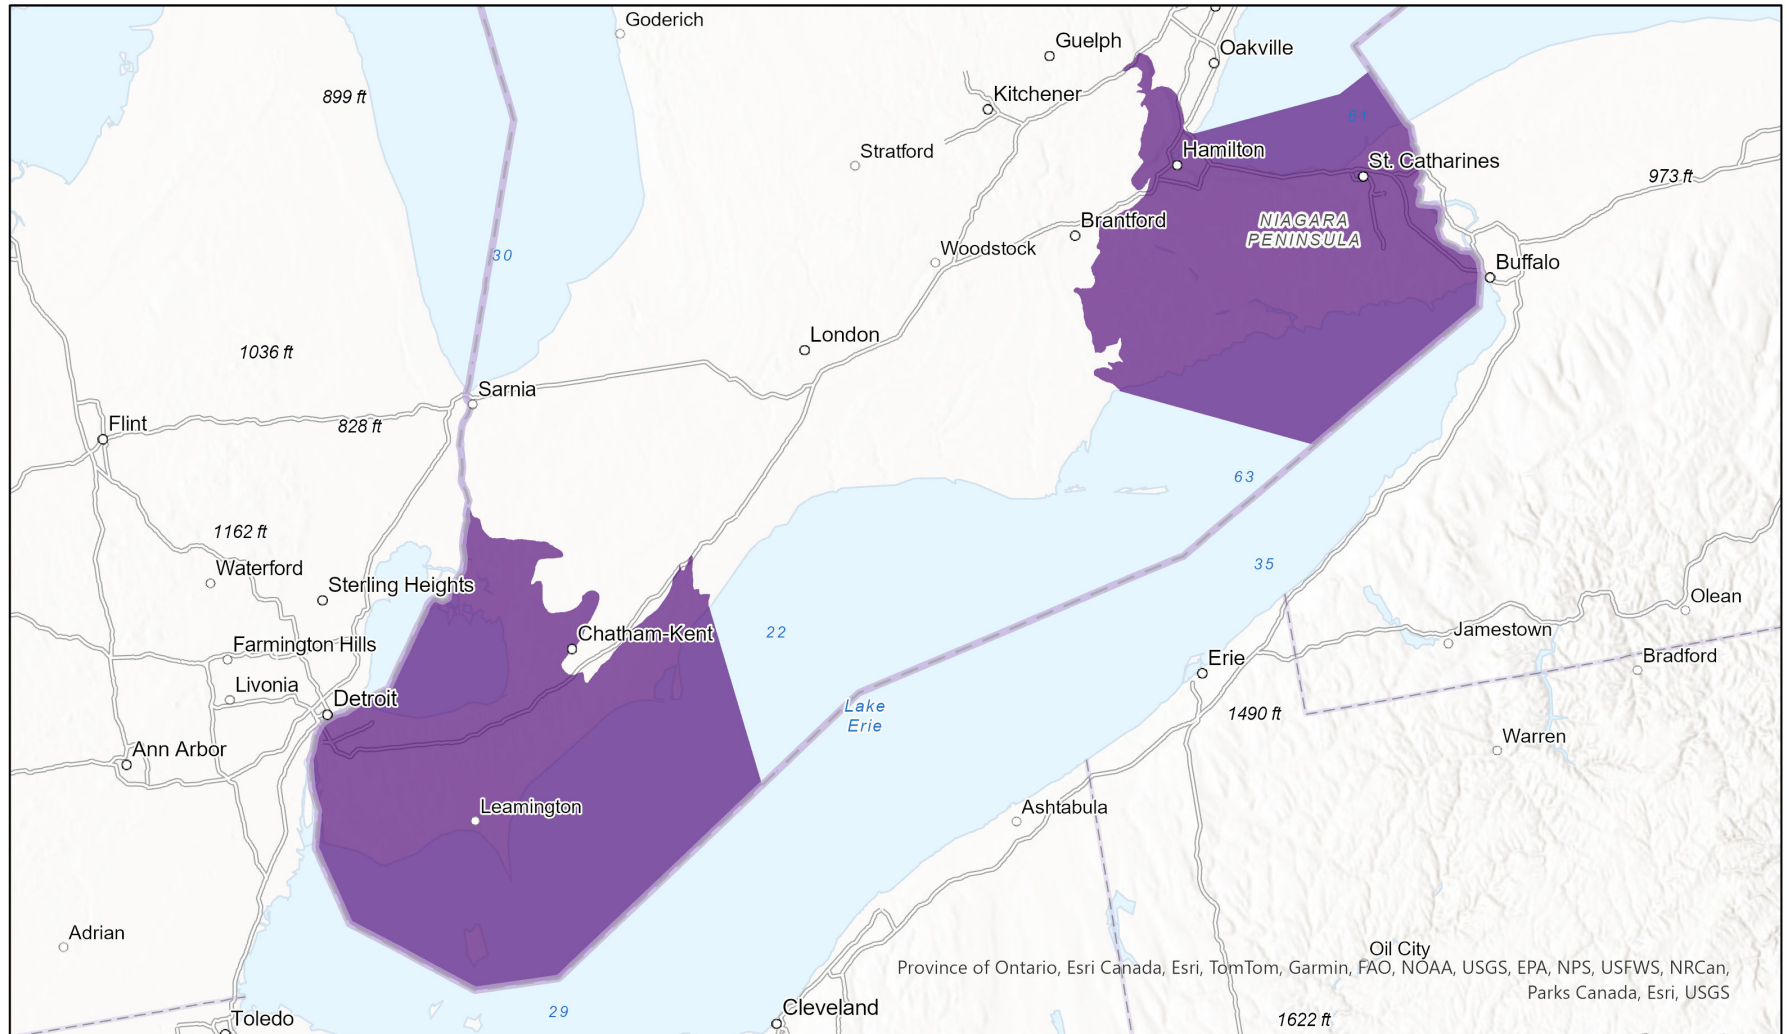 Goderich
Guelph
Oakville
899 ft
Kitchener
81
Stratford
Hamilton
St. Catharines
973 ft
Brantford
NIAGARA
PENINSULA
Woodstock
30
Buffalo
1036 ft
London
Sarnia
Flint
828 ft
63
1162 ft
Waterford
Sterling Heights
35
Olean
Chatham-Kent
22
Jamestown
Farmington Hills
Erie
Bradford
Livonia
Detroit
Lake
Erie
1490 ft
Ann Arbor
Warren
Leamington
Ashtabula
Adrian
Oil City
Province of Ontario, Esri Canada, Esri, TomTom, Garmin, FAO, NOAA, USGS, EPA, NPS, USFWS, NRCan,
Parks Canada, Esri, USGS
29
Cleveland
Toledo
1622 ft